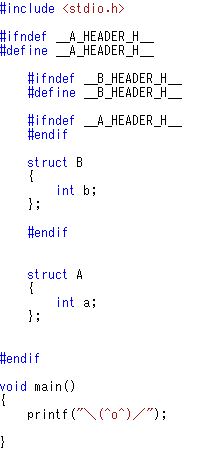 #include <stdio.h>
#ifndef __A_HEADER_H__
#define __A_HEADER_H__
#ifndef __B_HEADER_H__
#define __B_HEADER_H__
#ifndef __A_HEADER_H__
#endif
struct B
{
int b;
};
#endif
struct A
{
int a;
};
#endif
void main()
{
printf("＼(^o^)／");
}